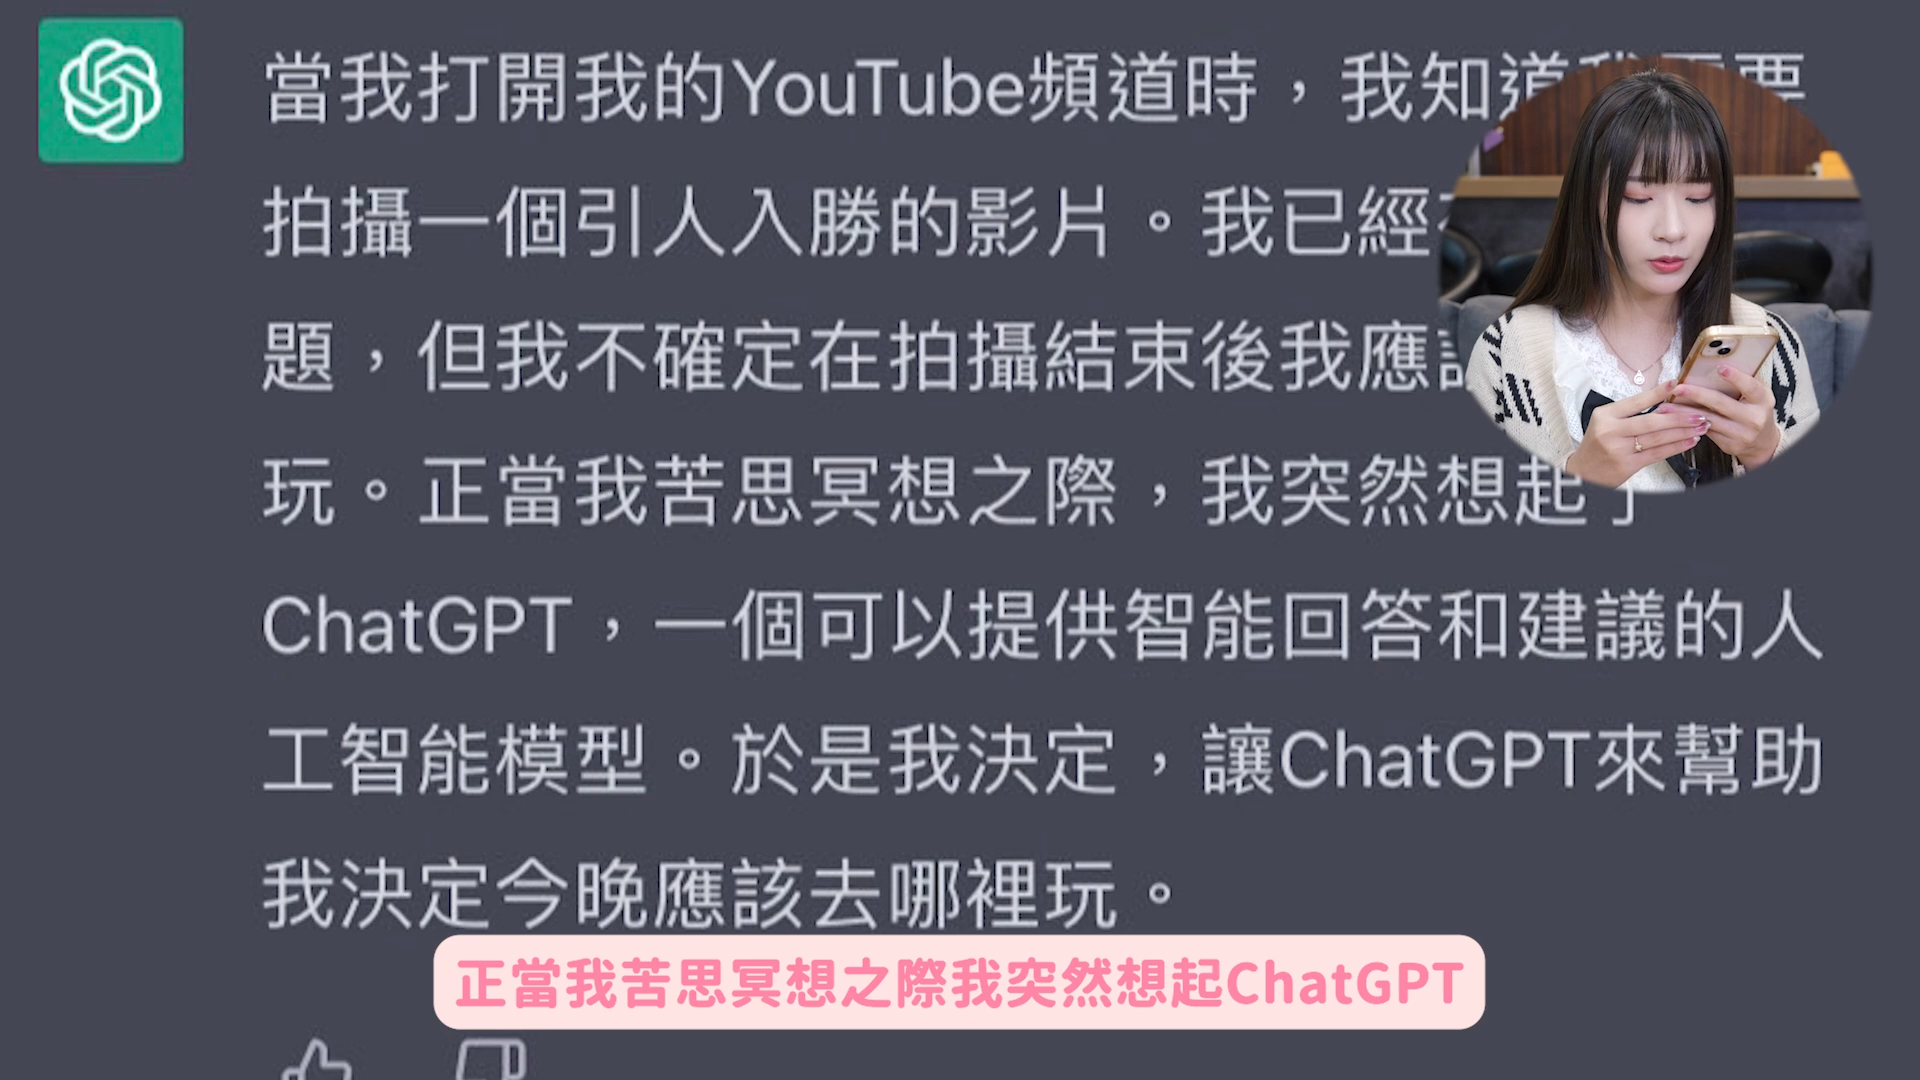 當我打開我的YouTube頻道時，我知道 要
拍攝一個引人入勝的影片。我已經
題，但我不確定在拍攝結束後我應
玩。正當我苦思冥想之際，我突然想起了
ChatGPT，一個可以提供智能回答和建議的人
工智能模型。於是我決定，讓ChatGPT來幫助
我決定今晚應該去哪裡玩。
正當我苦思冥想之際我突然想起ChatGPT